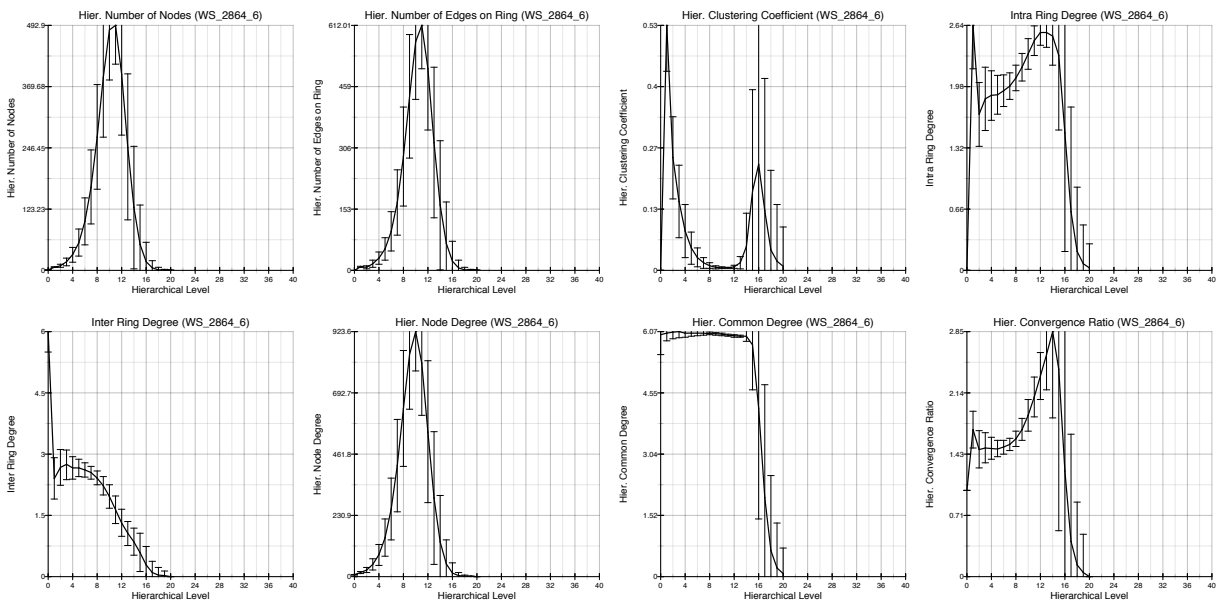 Hier. Number of Nodes (WS_2864_6)
Hier. Number of Nodes
492.9
369.68
246.45
123.23
0
0 4 8 12 16 20 24 28 32 36 40
Hierarchical Level
Hier. Number of Edges on Ring (WS_2864_6)
Hier. Number of Edges on Ring
612.01
459
306
153
0
0 4 8 12 16 20 24 28 32 36 40
Hierarchical Level
Hier. Clustering Coefficient (WS_2864_6)
Hier. Clustering Coefficient
0.53
0.4
0.27
0.13
0
0 4 8 12 16 20 24 28 32 36 40
Hierarchical Level
Intra Ring Degree (WS_2864_6)
Intra Ring Degree
2.64
1.98
1.32
0.66
0
0 4 8 12 16 20 24 28 32 36 40
Hierarchical Level
Inter Ring Degree (WS_2864_6)
Inter Ring Degree
6
4.5
3
1.5
0
0 4 8 12 16 20 24 28 32 36 40
Hierarchical Level
Hier. Node Degree (WS_2864_6)
Hier. Node Degree
923.6
692.7
461.8
230.9
0
0 4 8 12 16 20 24 28 32 36 40
Hierarchical Level
Hier. Common Degree (WS_2864_6)
Hier. Common Degree
6.07
4.55
3.04
1.52
0
0 4 8 12 16 20 24 28 32 36 40
Hierarchical Level
Hier. Convergence Ratio (WS_2864_6)
Hier. Convergence Ratio
2.85
2.14
1.43
0.71
0
0 4 8 12 16 20 24 28 32 36 40
Hierarchical Level